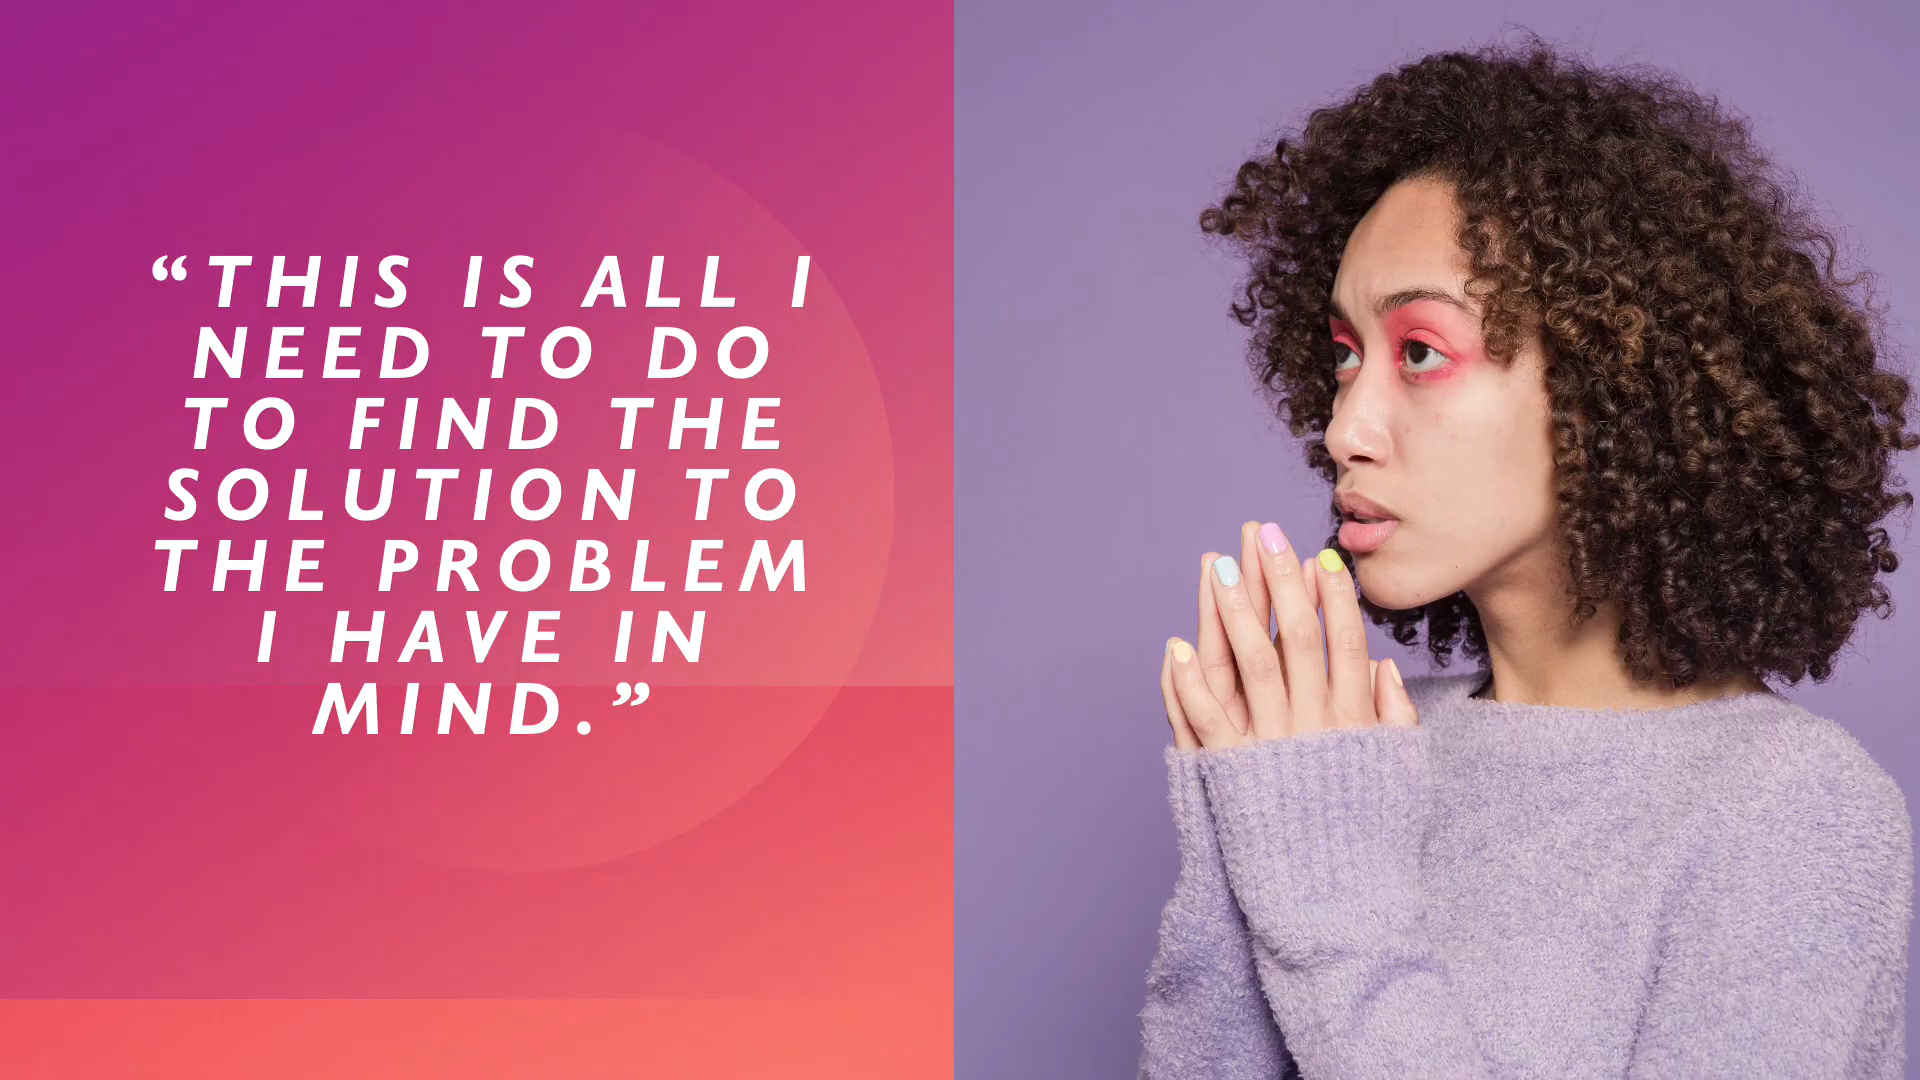 “THIS IS ALL I
NEED TO DO
TO FIND THE
SOLUTION TO
THE PROBLEM
I HAVE IN
MIND.”